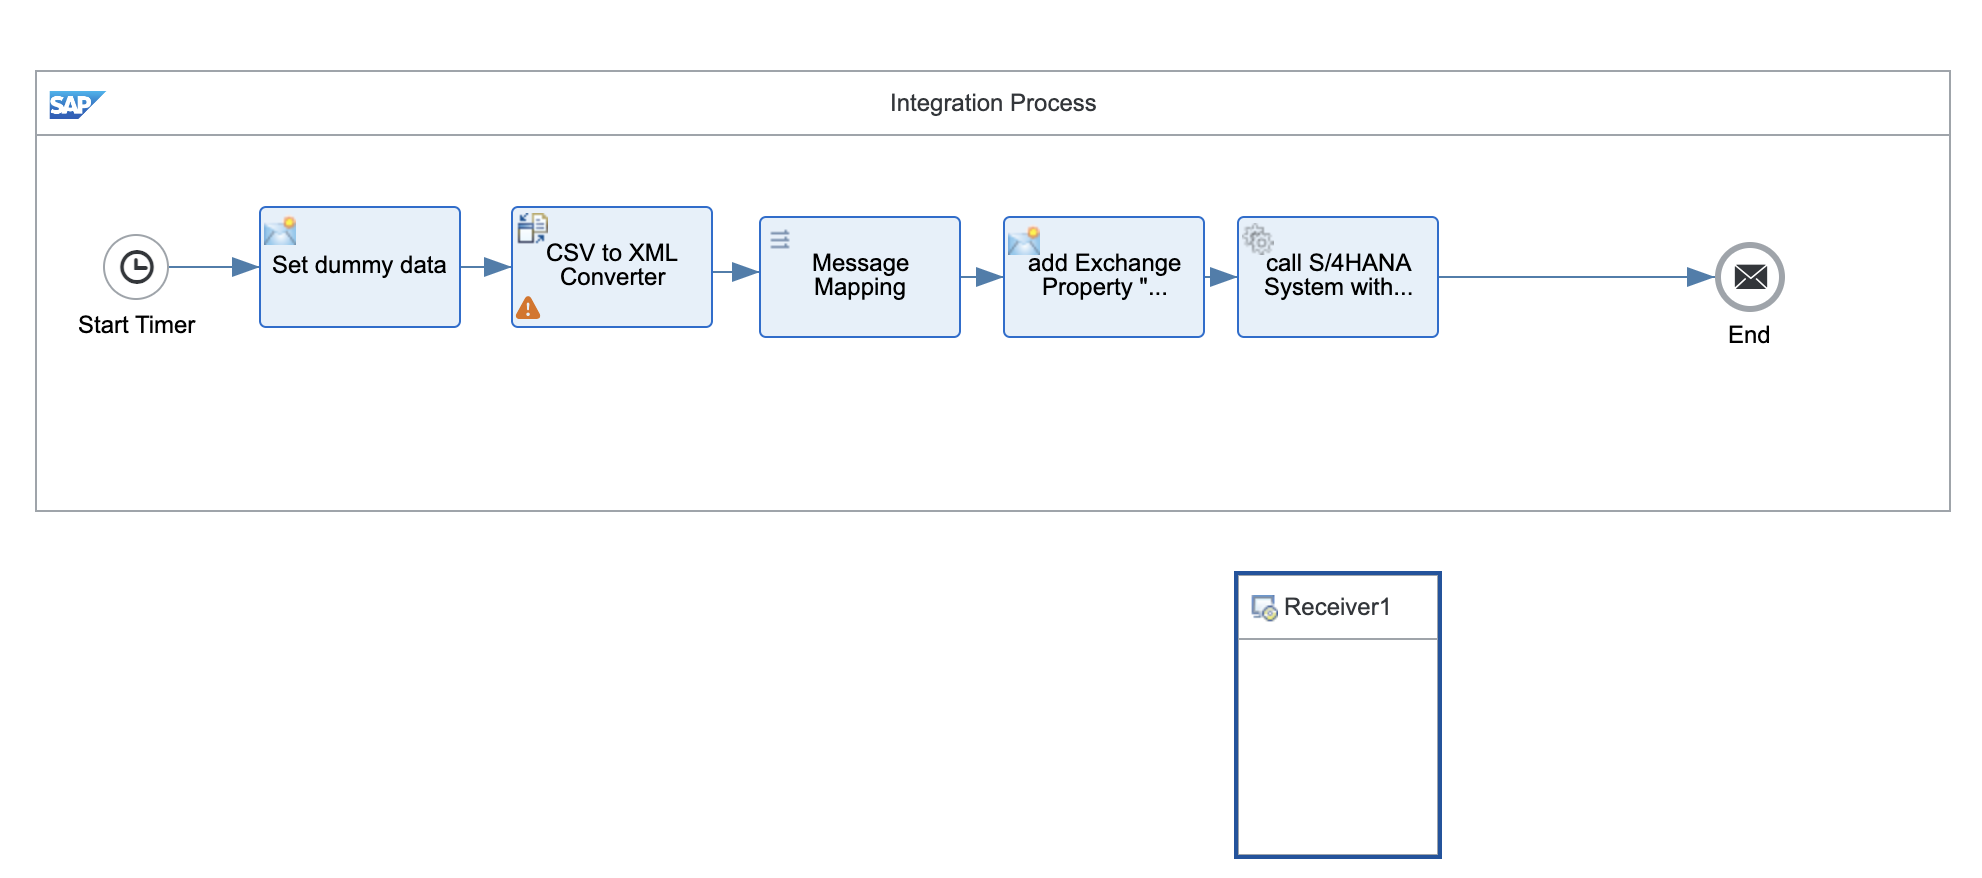 SAP
Integration Process
Set dummy data
CSV to XML
Converter
Message
Mapping
add Exchange
Property "...
call S/4HANA
System with...
Start Timer
End
Receiver1